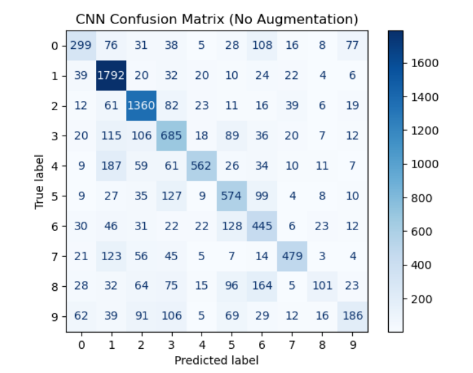 CNN Confusion Matrix (No Augmentation)
0 299 76 31 38 5 28 108 16 8 77
1 39 1792 20 32 20 10 24 22 4 6
2 12 61 1360 82 23 11 16 39 6 19
3 20 115 106 685 18 89 36 20 7 12
4 9 187 59 61 562 26 34 10 11 7
5 9 27 35 127 9 574 99 4 8 10
6 30 46 31 22 22 128 445 6 23 12
7 21 123 56 45 5 7 14 479 3 4
8 28 32 64 75 15 96 164 5 101 23
9 62 39 91 106 5 69 29 12 16 186
0 1 2 3 4 5 6 7 8 9
Predicted label
True label
1600
1400
1200
1000
800
600
400
200